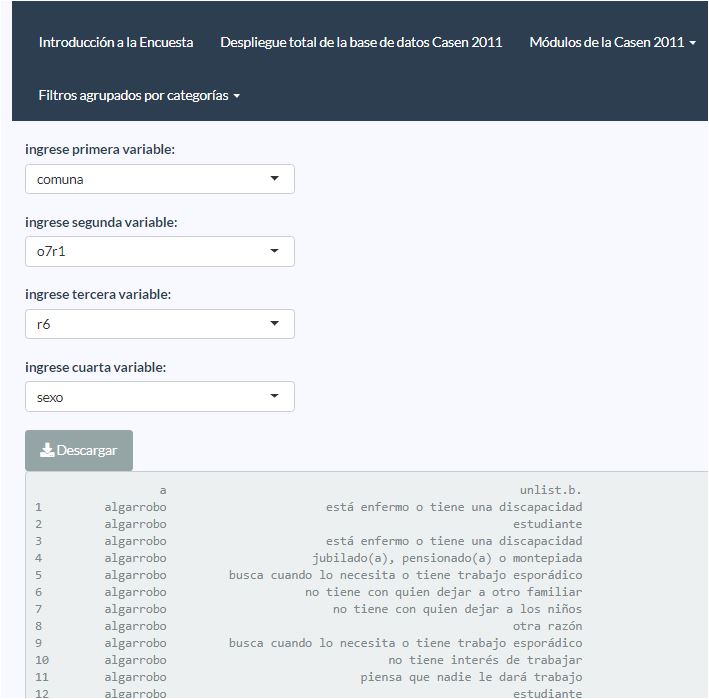 Introducción a la Encuesta Despliegue total de la base de datos Casen 2011 Módulos de la Casen 2011
Filtros agrupados por categorías
ingrese primera variable:
comuna
ingrese segunda variable:
o7r1
ingrese tercera variable:
r6
ingrese cuarta variable:
sexo
Descargar
a unlist.b.
1 algarrobo está enfermo o tiene una discapacidad
2 algarrobo estudiante
3 algarrobo está enfermo o tiene una discapacidad
4 algarrobo jubilado(a), pensionado(a) o montepiada
5 algarrobo busca cuando lo necesita o tiene trabajo esporádico
6 algarrobo no tiene con quien dejar a otro familiar
7 algarrobo no tiene con quien dejar a los niños
8 algarrobo otra razón
9 algarrobo busca cuando lo necesita o tiene trabajo esporádico
10 algarrobo no tiene interés de trabajar
11 algarrobo piensa que nadie le dará trabajo
12 algarrobo estudiante